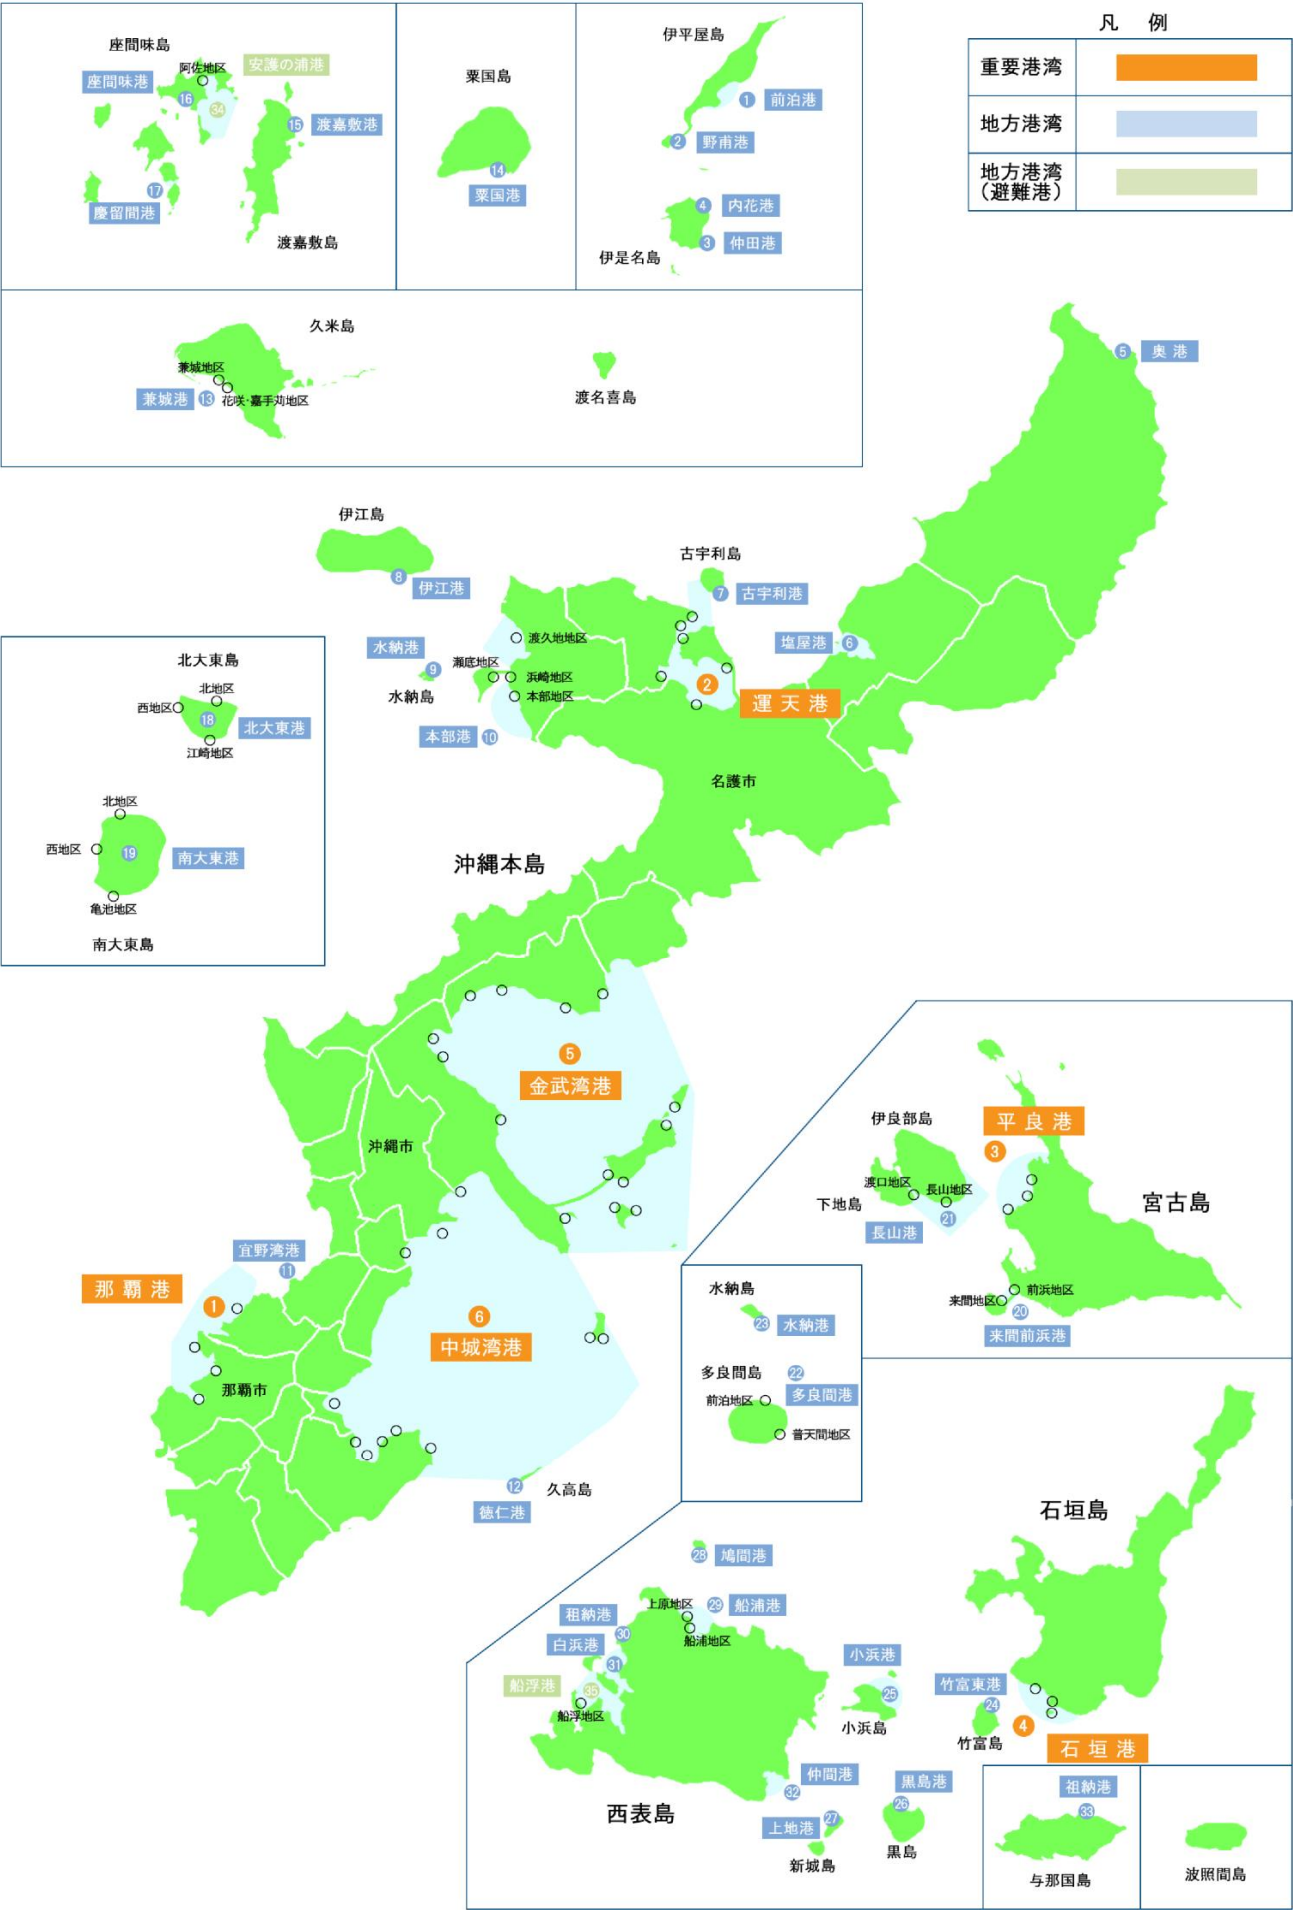 凡 例
重要港湾
地方港湾
地方港湾
(避難港)
座間味島
阿佐地区
安護の浦港
座間味港
16
34
15
渡嘉敷港
17
慶留間港
渡嘉敷島
粟国島
14
粟国港
伊平屋島
1
前泊港
2
野甫港
4
内花港
3
仲田港
伊是名島
久米島
兼城地区
兼城港
13
花咲・嘉手苅地区
渡名喜島
5
奥港
伊江島
8
伊江港
古宇利島
7
古宇利港
塩屋港
6
渡久地地区
水納港
9
水納島
瀬底地区
浜崎地区
本部地区
本部港
10
2
運天港
名護市
北大東島
北地区
西地区
18
北大東港
江崎地区
北地区
西地区
19
南大東港
亀池地区
南大東島
沖縄本島
5
金武湾港
沖縄市
宜野湾港
11
那覇港
1
6
中城湾港
那覇市
12
徳仁港
久高島
平良港
3
伊良部島
渡口地区
長山地区
下地島
21
長山港
宮古島
前浜地区
来間地区
20
来間前浜港
水納島
23
水納港
多良間島
22
多良間港
前泊地区
普天間地区
石垣島
28
鳩間港
上原地区
29
船浦港
船浦地区
租納港
30
白浜港
31
船浮港
35
船浮地区
小浜港
25
小浜島
竹富東港
24
竹富島
4
石垣港
西表島
仲間港
32
黒島港
26
黒島
27
上地港
新城島
祖納港
33
与那国島
波照間島